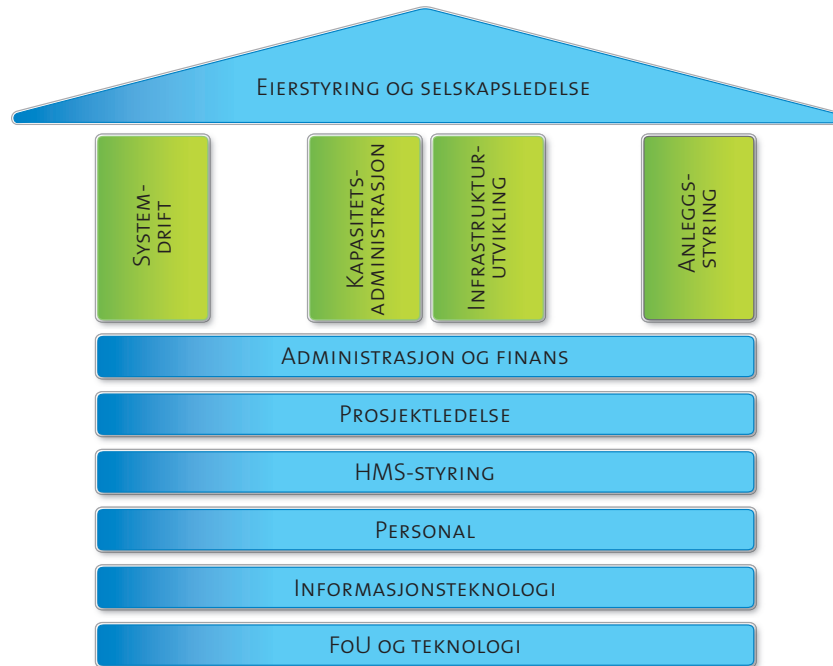 Eierstyring og selskapsledelse
System-
drift
Kapasitets-
administrasjon
Infrastruktur-
utvikling
Anleggs-
styring
Administrasjon og finans
Prosjektledelse
HMS-styring
Personal
Informasjonsteknologi
FoU og teknologi